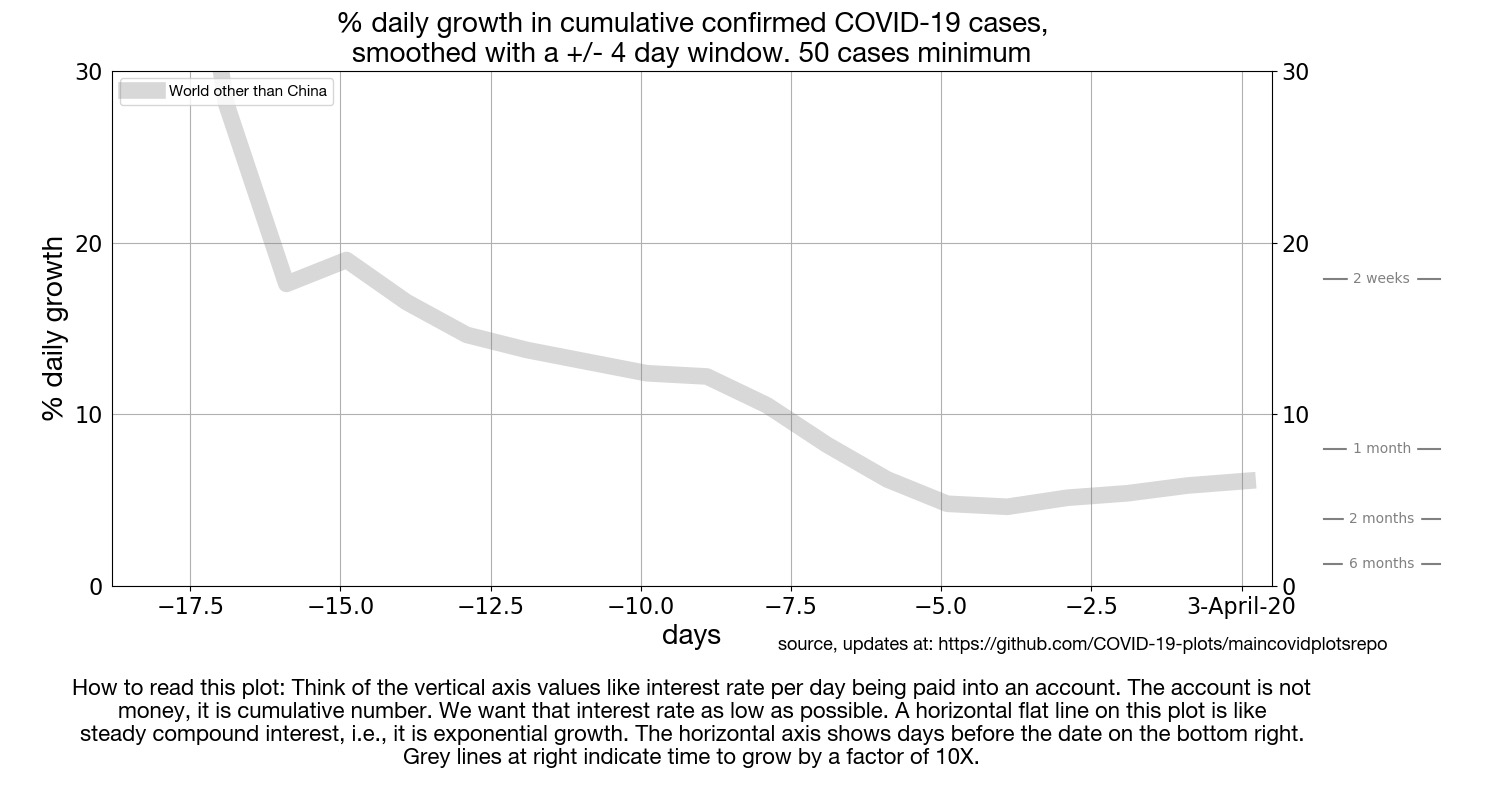 % daily growth in cumulative confirmed COVID-19 cases,
smoothed with a +/- 4 day window. 50 cases minimum
30
30
World other than China
20
20
2 weeks
% daily growth
10
10
1 month
2 months
6 months
0
0
−17.5
−15.0
−12.5
−10.0
−7.5
−5.0
−2.5
3-April-20
days
source, updates at: https://github.com/COVID-19-plots/maincovidplotsrepo
How to read this plot: Think of the vertical axis values like interest rate per day being paid into an account. The account is not
money, it is cumulative number. We want that interest rate as low as possible. A horizontal flat line on this plot is like
steady compound interest, i.e., it is exponential growth. The horizontal axis shows days before the date on the bottom right.
Grey lines at right indicate time to grow by a factor of 10X.